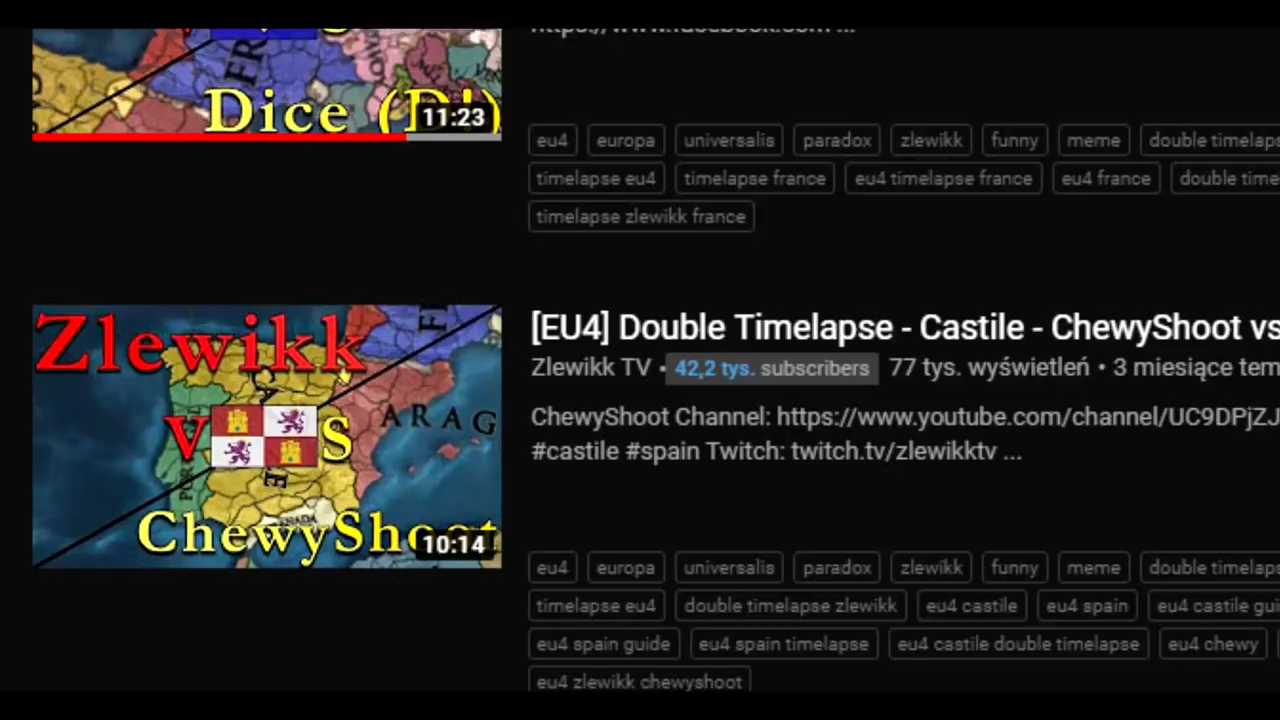 FR
Dice (D!)
11:23
eu4 europa universalis paradox zlewikk funny meme double timelaps
timelapse eu4 timelapse france eu4 timelapse france eu4 france double time
timelapse zlewikk france
Zlewikk
V S
ARAG
ChewyShoot
10:14
[EU4] Double Timelapse - Castile - ChewyShoot vs
Zlewikk TV • 42,2 tys. subscribers 77 tys. wyświetleń • 3 miesiące tem
ChewyShoot Channel: https://www.youtube.com/channel/UC9DPjZJ
#castile #spain Twitch: twitch.tv/zlewikktv ...
eu4 europa universalis paradox zlewikk funny meme double timelaps
timelapse eu4 double timelapse zlewikk eu4 castile eu4 spain eu4 castile gui
eu4 spain guide eu4 spain timelapse eu4 castile double timelapse eu4 chewy
eu4 zlewikk chewyshoot